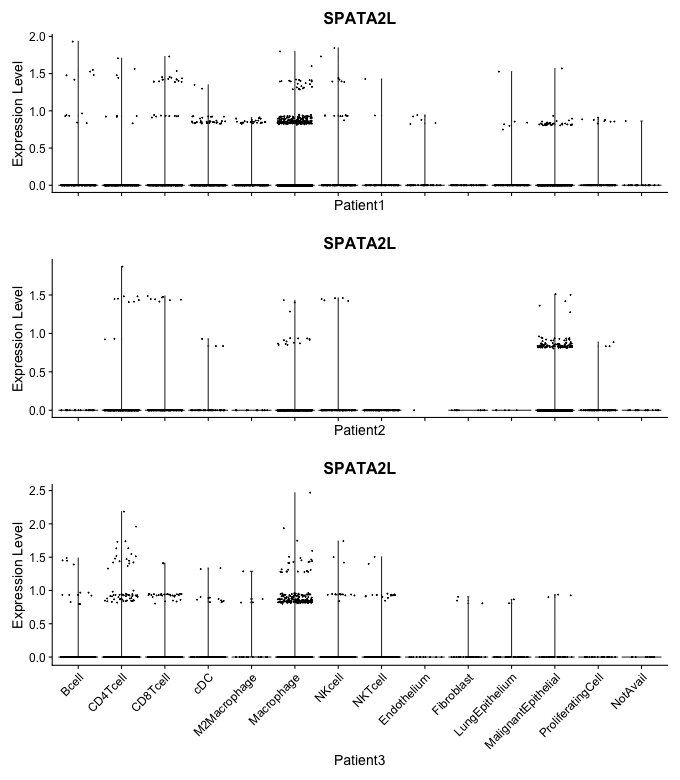 SPATA2L
Expression Level
2.0
1.5
1.0
0.5
0.0
Patient1
SPATA2L
Expression Level
1.5
1.0
0.5
0.0
Patient2
SPATA2L
Expression Level
2.5
2.0
1.5
1.0
0.5
0.0
Bcell
CD4Tcell
CD8Tcell
cDC
M2Macrophage
Macrophage
NKcell
NKTcell
Endothelium
Fibroblast
LungEpithelium
MalignantEpithelial
ProliferatingCell
NotAvail
Patient3